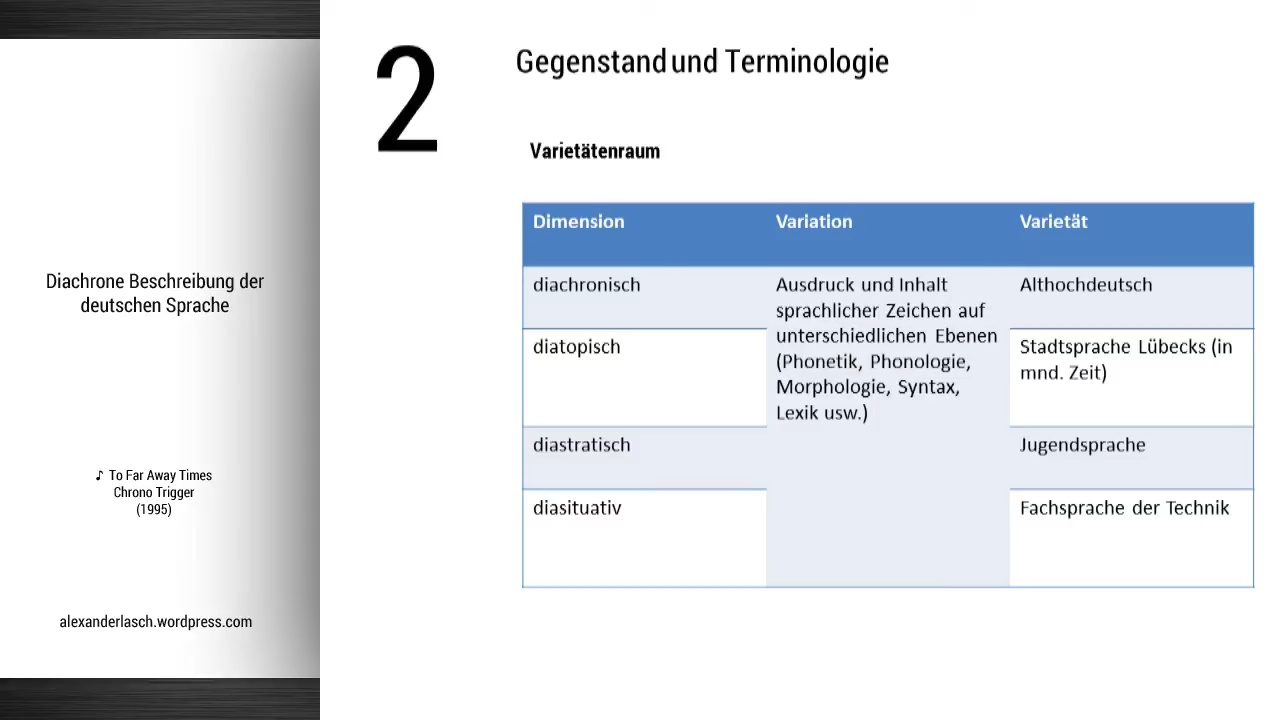 2
Gegenstand und Terminologie
Varietätenraum
Diachrone Beschreibung der
deutschen Sprache
♪ To Far Away Times
Chrono Trigger
(1995)
alexanderlasch.wordpress.com
Dimension
Variation
Varietät
diachronisch
Ausdruck und Inhalt
sprachlicher Zeichen auf
unterschiedlichen Ebenen
(Phonetik, Phonologie,
Morphologie, Syntax,
Lexik usw.)
Althochdeutsch
diatopisch
Stadtsprache Lübecks (in
mnd. Zeit)
diastratisch
Jugendsprache
diasituativ
Fachsprache der Technik